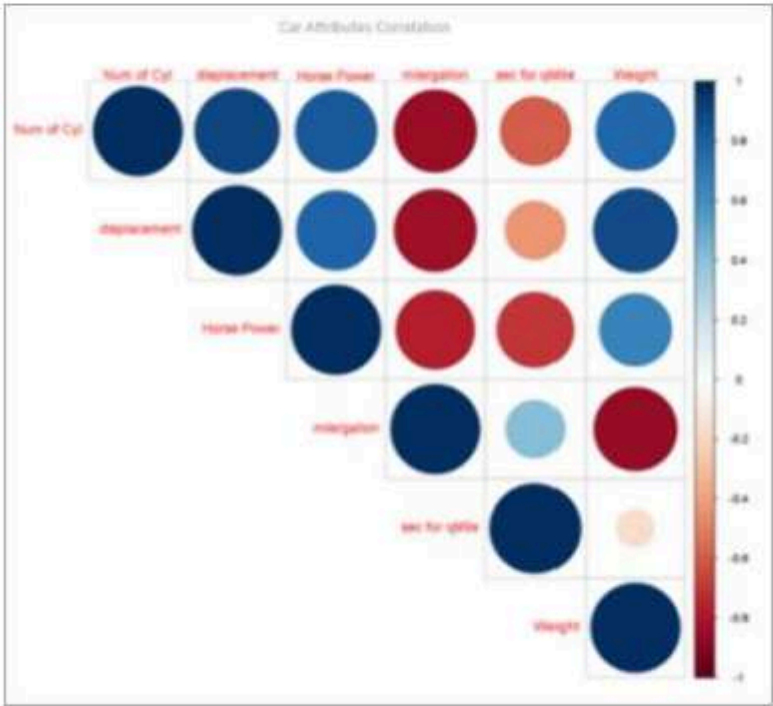 Car Attributes Correlation
Num of Cyl displacement Horse Power milergallon sec for qMile Weight
Num of Cyl
displacement
Horse Power
sec for qMile
Weight
1
0.8
0.6
0.4
0.2
0
-0.2
-0.4
-0.6
-0.8
-1